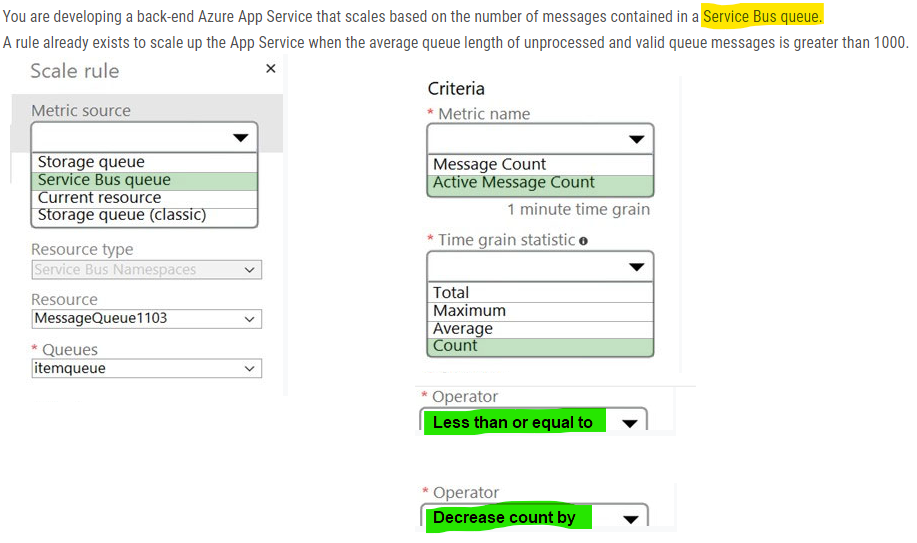 You are developing a back-end Azure App Service that scales based on the number of messages contained in a Service Bus queue.
A rule already exists to scale up the App Service when the average queue length of unprocessed and valid queue messages is greater than 1000.
Scale rule
×
Metric source
Storage queue
Service Bus queue
Current resource
Storage queue (classic)
Resource type
Service Bus Namespaces
Resource
MessageQueue1103
* Queues
itemqueue
Criteria
* Metric name
Message Count
Active Message Count
1 minute time grain
* Time grain statistic
Total
Maximum
Average
Count
* Operator
Less than or equal to
* Operator
Decrease count by